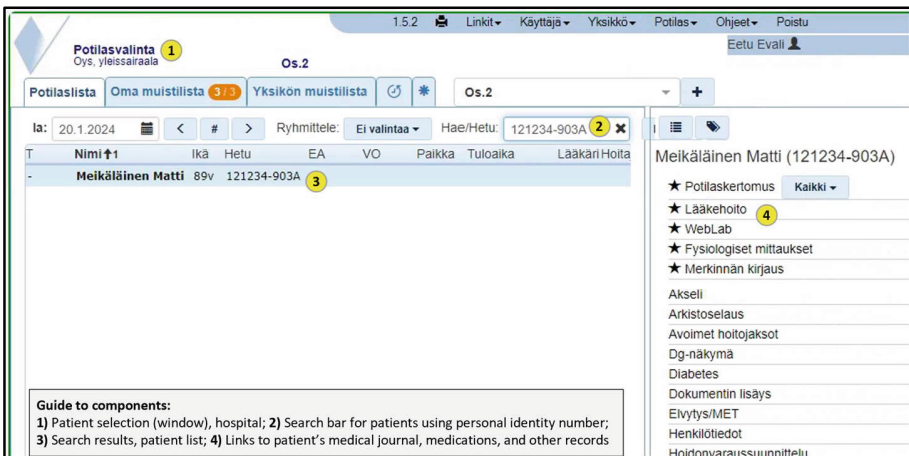 1.5.2 Linkit Käyttäjä Yksikkö Potilas Ohjeet Poistu
Potilasvalinta 1
Oys, yleissairaala
Os.2
Eetu Evali
Potilaslista Oma muistilista 3 / 3 Yksikön muistilista Os.2 +
la: 20.1.2024 < # > Ryhmittele: Ei valintaa Hae/Hetu: 121234-903A 2 ✖
T Nimi↑1 Ikä Hetu EA VO Paikka Tuloaika Lääkäri Hoita
- Meikäläinen Matti 89v 121234-903A 3
Meikäläinen Matti (121234-903A)
★ Potilaskertomus Kaikki
★ Lääkehoito 4
★ WebLab
★ Fysiologiset mittaukset
★ Merkinnän kirjaus
Akseli
Arkistoselaus
Avoimet hoitojaksot
Dg-näkymä
Diabetes
Dokumentin lisäys
Elvytys/MET
Henkilötiedot
Hoidonvaraussuunnittelu
Guide to components:
1) Patient selection (window), hospital; 2) Search bar for patients using personal identity number;
3) Search results, patient list; 4) Links to patient's medical journal, medications, and other records